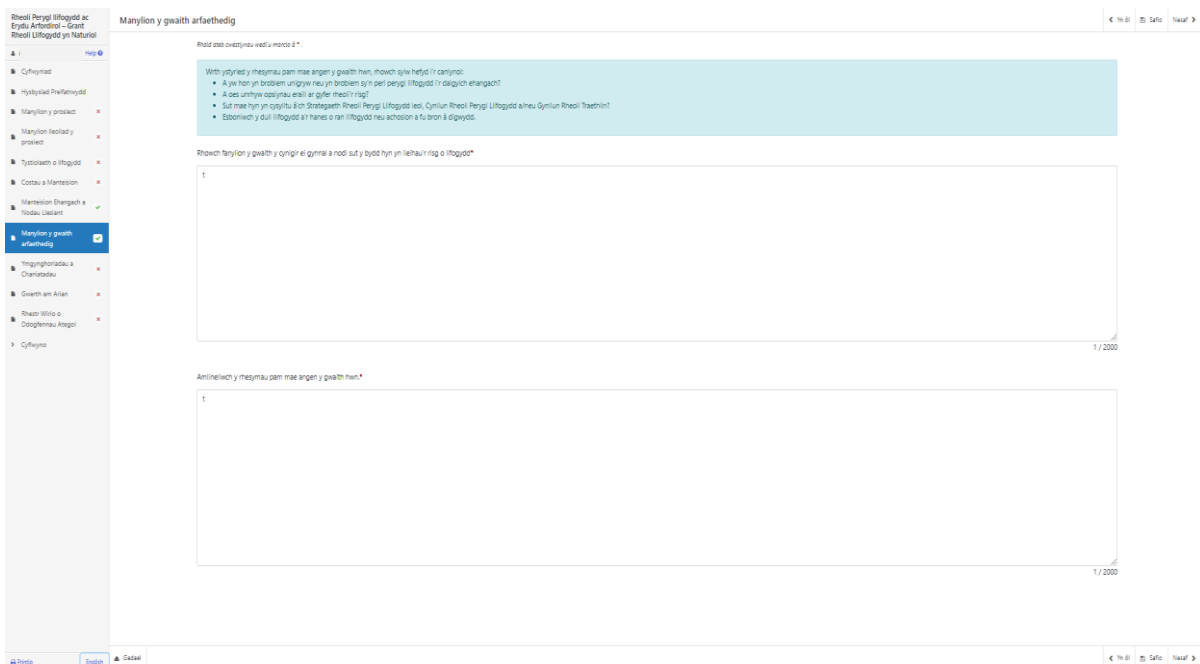 Rheoli Perygl llifogydd ac
Erydu Arfordirol – Grant
Rheoli Llifogydd yn Naturiol
Help
Cyflwyniad
Hysbysiad Preifatrwydd
Manylion y prosiect
Manylion lleoliad y
prosiect
Tystiolaeth o lifogydd
Costau a Manteision
Manteision Ehangach a
Nodau Llesiant
Manylion y gwaith
arfaethedig
Ymgynghoriadau a
Chaniatadau
Gwerth am Arian
Rhestr Wirio o
Ddogfennau Ategol
Cyflwyno
Printio
English
Manylion y gwaith arfaethedig
Yn ôl Safio Nesaf
Rhaid ateb cwestiynau wedi'u marcio â *.
Wrth ystyried y rhesymau pam mae angen y gwaith hwn, rhowch sylw hefyd i'r canlynol:
A yw hon yn broblem unigryw neu yn broblem sy'n peri perygl llifogydd i'r dalgylch ehangach?
A oes unrhyw opsiynau eraill ar gyfer rheoli'r risg?
Sut mae hyn yn cysylltu â'ch Strategaeth Rheoli Perygl Llifogydd leol, Cynllun Rheoli Perygl Llifogydd a/neu Gynllun Rheoli Traethlin?
Esboniwch y dull llifogydd a'r hanes o ran llifogydd neu achosion a fu bron â digwydd.
Rhowch fanylion y gwaith y cynigir ei gynnal a nodi sut y bydd hyn yn lleihau'r risg o lifogydd*
t
1 / 2000
Amlinellwch y rhesymau pam mae angen y gwaith hwn.*
t
1 / 2000
Gadael
Yn ôl Safio Nesaf